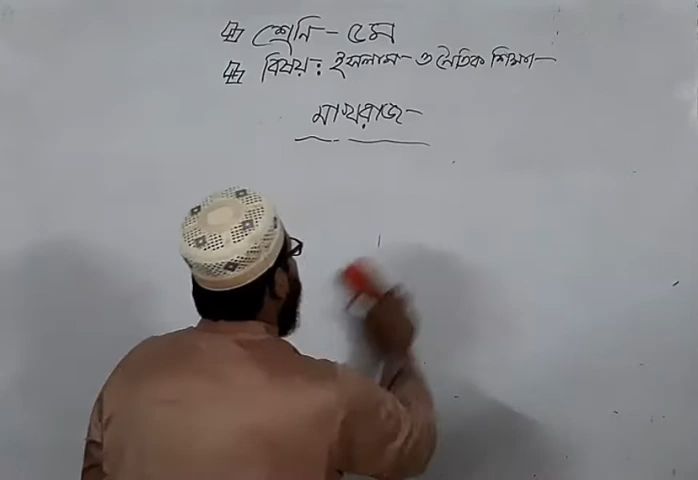 শ্রেনি - ৫ম
বিষয়ঃ ইসলাম ও নৈতিক শিক্ষা
মাখরাজ -